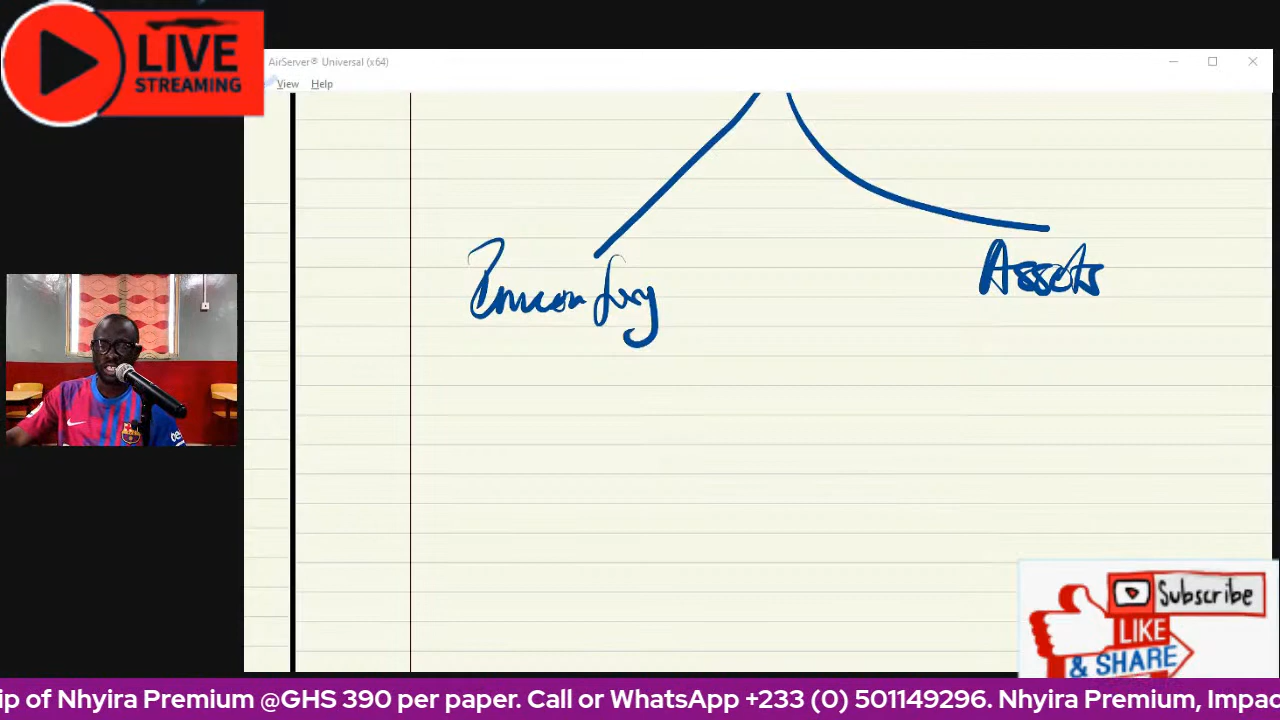 LIVE
STREAMING
AirServer® Universal (x64)
View Help
Inventory
Assets
Subscribe
LIKE
& SHARE
ip of Nhyira Premium @GHS 390 per paper. Call or WhatsApp +233 (0) 501149296. Nhyira Premium, Impac